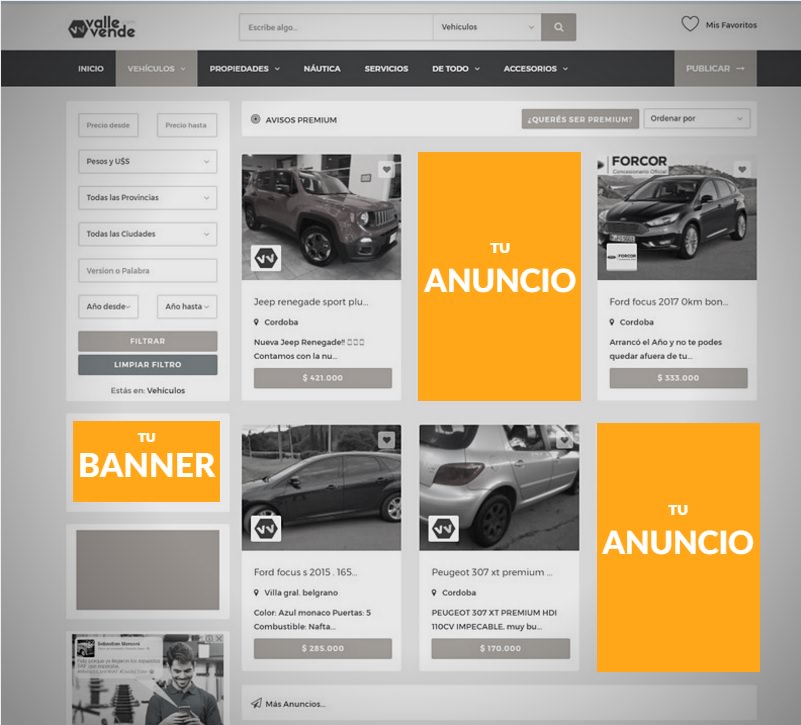 valle
vende
Escribe algo...
Vehículos
Mis Favoritos
INICIO
VEHÍCULOS
PROPIEDADES
NÁUTICA
SERVICIOS
DE TODO
ACCESORIOS
PUBLICAR →
Precio desde
Precio hasta
Pesos y U$S
Todas las Provincias
Todas las Ciudades
Version o Palabra
Año desde
Año hasta
FILTRAR
LIMPIAR FILTRO
Estás en: Vehículos
TU
BANNER
Sebastian Marconi
AVISOS PREMIUM
¿QUERÉS SER PREMIUM?
Ordenar por
Jeep renegade sport plu...
Cordoba
Nueva Jeep Renegade!!
Contamos con la nu...
$ 421.000
TU
ANUNCIO
FORCOR
Concesionario Oficial
FORCOR
Ford focus 2017 0km bon...
Cordoba
Arrancó el Año y no te podes
quedar afuera de tu...
$ 333.000
Ford focus s 2015 . 165...
Villa gral. belgrano
Color: Azul monaco Puertas: 5
Combustible: Nafta...
$ 285.000
Peugeot 307 xt premium ...
Cordoba
PEUGEOT 307 XT PREMIUM HDI
110CV IMPECABLE, muy bu...
$ 170.000
TU
ANUNCIO
Más Anuncios...